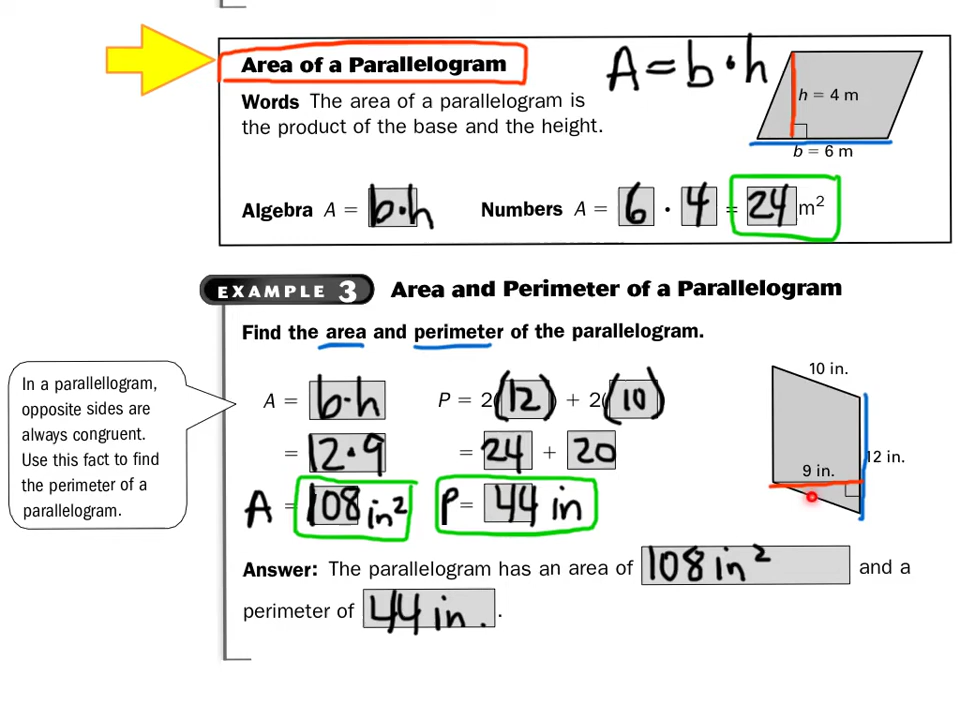 Area of a Parallelogram
A = b · h
Words The area of a parallelogram is
the product of the base and the height.
h = 4 m
b = 6 m
Algebra A = b·h
Numbers A = 6 · 4 = 24 m²
EXAMPLE 3 Area and Perimeter of a Parallelogram
Find the area and perimeter of the parallelogram.
In a parallellogram,
opposite sides are
always congruent.
Use this fact to find
the perimeter of a
parallelogram.
A = b·h
= 12·9
A = 108 in²
P = 2(12) + 2(10)
= 24 + 20
P = 44 in
10 in.
12 in.
9 in.
Answer: The parallelogram has an area of 108 in² and a
perimeter of 44 in. .